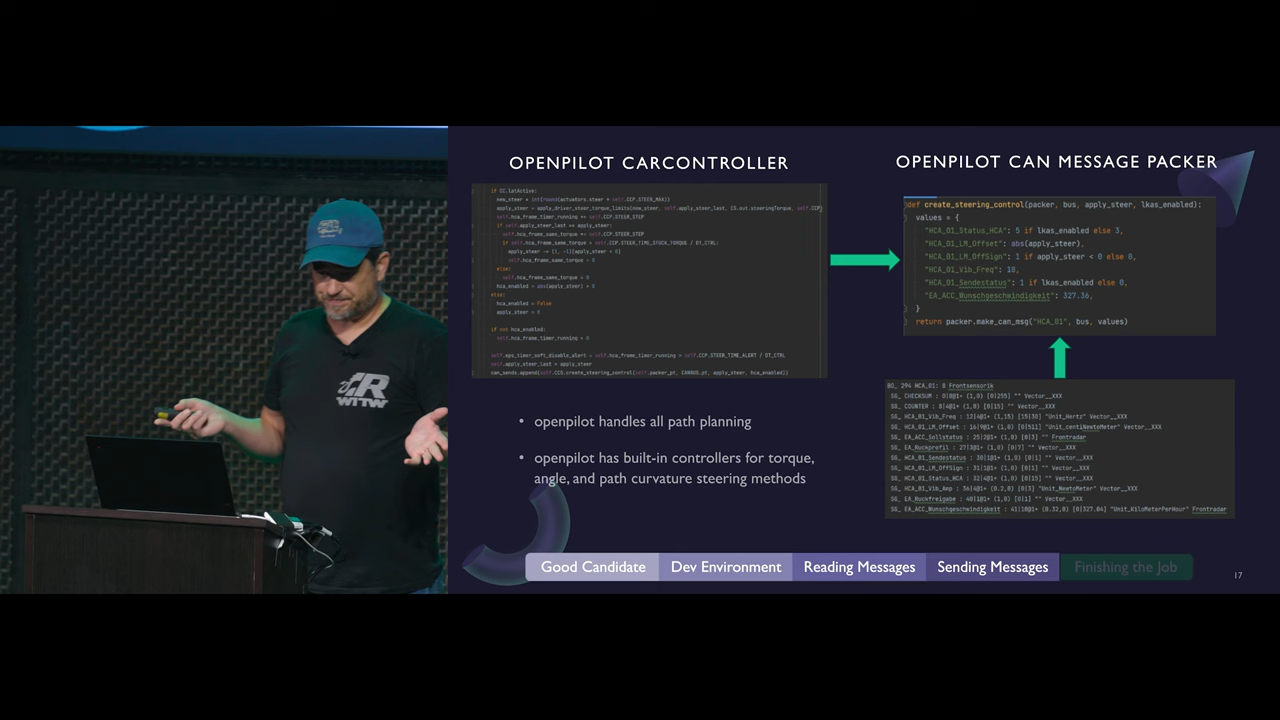 OPENPILOT CARCONTROLLER
if CC.latActive:
new_steer = int(round(actuators.steer * self.CCP.STEER_MAX))
apply_steer = apply_driver_steer_torque_limits(new_steer, self.apply_steer_last, CS.out.steeringTorque, self.CCP)
self.hca_frame_timer_running += self.CCP.STEER_STEP
if self.apply_steer_last == apply_steer:
self.hca_frame_same_torque += self.CCP.STEER_STEP
if self.hca_frame_same_torque > self.CCP.STEER_TIME_STUCK_TORQUE / DT_CTRL:
apply_steer -= (1, -1)[apply_steer < 0]
self.hca_frame_same_torque = 0
else:
self.hca_frame_same_torque = 0
hca_enabled = abs(apply_steer) > 0
else:
hca_enabled = False
apply_steer = 0
if not hca_enabled:
self.hca_frame_timer_running = 0
self.eps_timer_soft_disable_alert = self.hca_frame_timer_running > self.CCP.STEER_TIME_ALERT / DT_CTRL
self.apply_steer_last = apply_steer
can_sends.append(self.CCS.create_steering_control(self.packer_pt, CANBUS.pt, apply_steer, hca_enabled))
• openpilot handles all path planning
• openpilot has built-in controllers for torque,
angle, and path curvature steering methods
OPENPILOT CAN MESSAGE PACKER
def create_steering_control(packer, bus, apply_steer, lkas_enabled):
values = {
"HCA_01_Status_HCA": 5 if lkas_enabled else 3,
"HCA_01_LM_Offset": abs(apply_steer),
"HCA_01_LM_OffSign": 1 if apply_steer < 0 else 0,
"HCA_01_Vib_Freq": 18,
"HCA_01_Sendestatus": 1 if lkas_enabled else 0,
"EA_ACC_Wunschgeschwindigkeit": 327.36,
}
return packer.make_can_msg("HCA_01", bus, values)
BO_ 294 HCA_01: 8 Frontsensorik
SG_ CHECKSUM : 0|8@1+ (1,0) [0|255] "" Vector__XXX
SG_ COUNTER : 8|4@1+ (1,0) [0|15] "" Vector__XXX
SG_ HCA_01_Vib_Freq : 12|4@1+ (1,15) [15|30] "Unit_Hertz" Vector__XXX
SG_ HCA_01_LM_Offset : 16|9@1+ (1,0) [0|511] "Unit_centiNewtoMeter" Vector__XXX
SG_ EA_ACC_Sollstatus : 25|2@1+ (1,0) [0|3] "" Frontradar
SG_ EA_Ruckprofil : 27|3@1+ (1,0) [0|7] "" Vector__XXX
SG_ HCA_01_Sendestatus : 30|1@1+ (1,0) [0|1] "" Vector__XXX
SG_ HCA_01_LM_OffSign : 31|1@1+ (1,0) [0|1] "" Vector__XXX
SG_ HCA_01_Status_HCA : 32|4@1+ (1,0) [0|15] "" Vector__XXX
SG_ HCA_01_Vib_Amp : 36|4@1+ (0.2,0) [0|3] "Unit_NewtoMeter" Vector__XXX
SG_ EA_Ruckfreigabe : 40|1@1+ (1,0) [0|1] "" Vector__XXX
SG_ EA_ACC_Wunschgeschwindigkeit : 41|10@1+ (0.32,0) [0|327.04] "Unit_KiloMeterPerHour" Frontradar
Good Candidate
Dev Environment
Reading Messages
Sending Messages
Finishing the Job
17